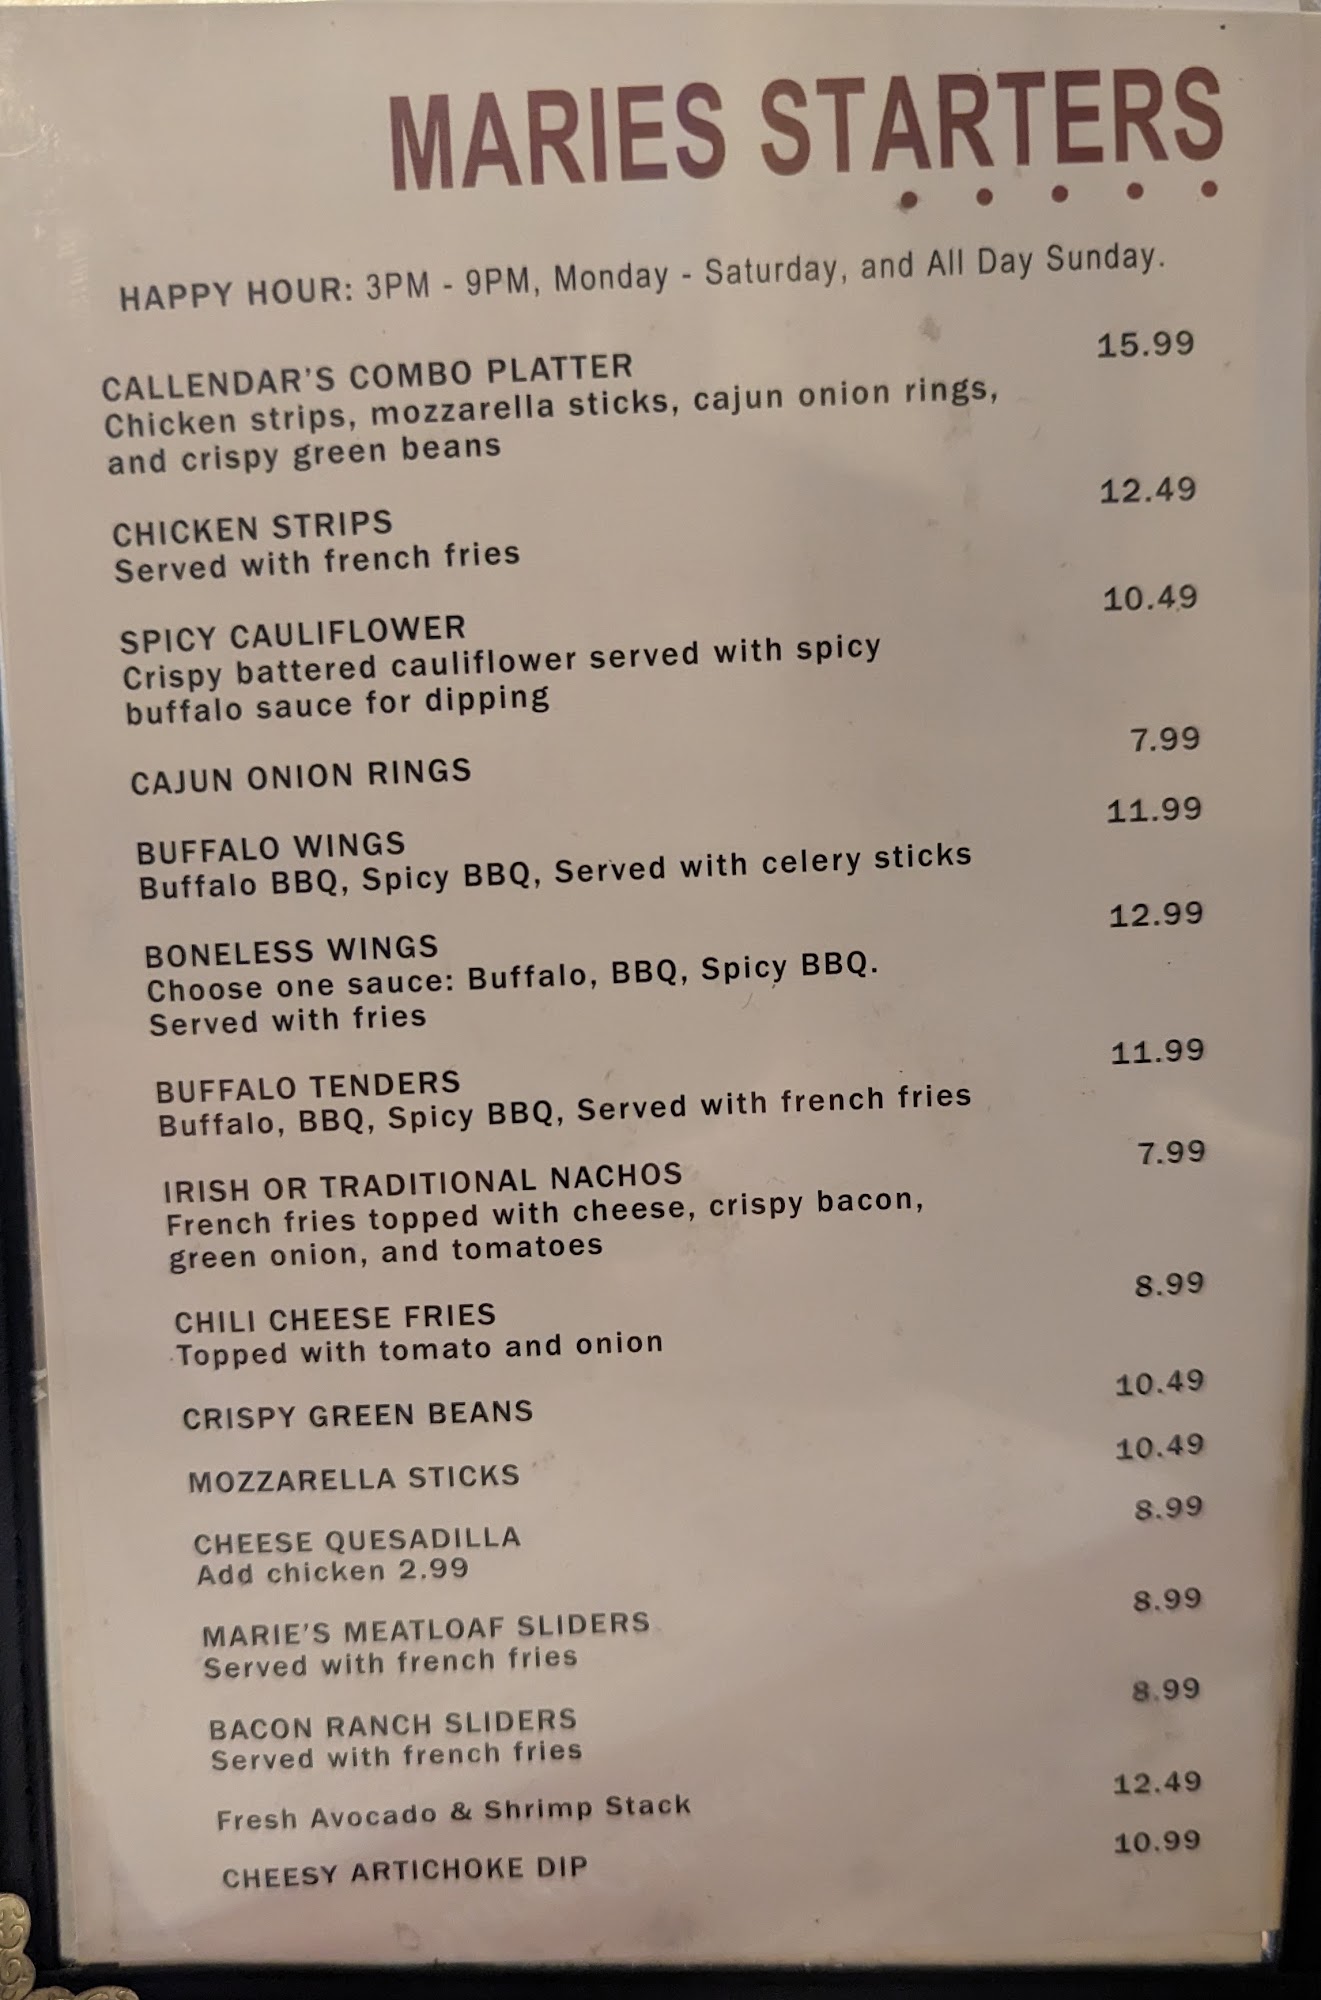 MARIES STARTERS
HAPPY HOUR: 3PM - 9PM, Monday - Saturday, and All Day Sunday.
CALLENDAR'S COMBO PLATTER 15.99
Chicken strips, mozzarella sticks, cajun onion rings,
and crispy green beans
CHICKEN STRIPS 12.49
Served with french fries
SPICY CAULIFLOWER 10.49
Crispy battered cauliflower served with spicy
buffalo sauce for dipping
CAJUN ONION RINGS 7.99
BUFFALO WINGS 11.99
Buffalo BBQ, Spicy BBQ, Served with celery sticks
BONELESS WINGS 12.99
Choose one sauce: Buffalo, BBQ, Spicy BBQ.
Served with fries
BUFFALO TENDERS 11.99
Buffalo, BBQ, Spicy BBQ, Served with french fries
IRISH OR TRADITIONAL NACHOS 7.99
French fries topped with cheese, crispy bacon,
green onion, and tomatoes
CHILI CHEESE FRIES 8.99
Topped with tomato and onion
CRISPY GREEN BEANS 10.49
MOZZARELLA STICKS 10.49
CHEESE QUESADILLA 8.99
Add chicken 2.99
MARIE'S MEATLOAF SLIDERS 8.99
Served with french fries
BACON RANCH SLIDERS 8.99
Served with french fries
Fresh Avocado & Shrimp Stack 12.49
CHEESY ARTICHOKE DIP 10.99